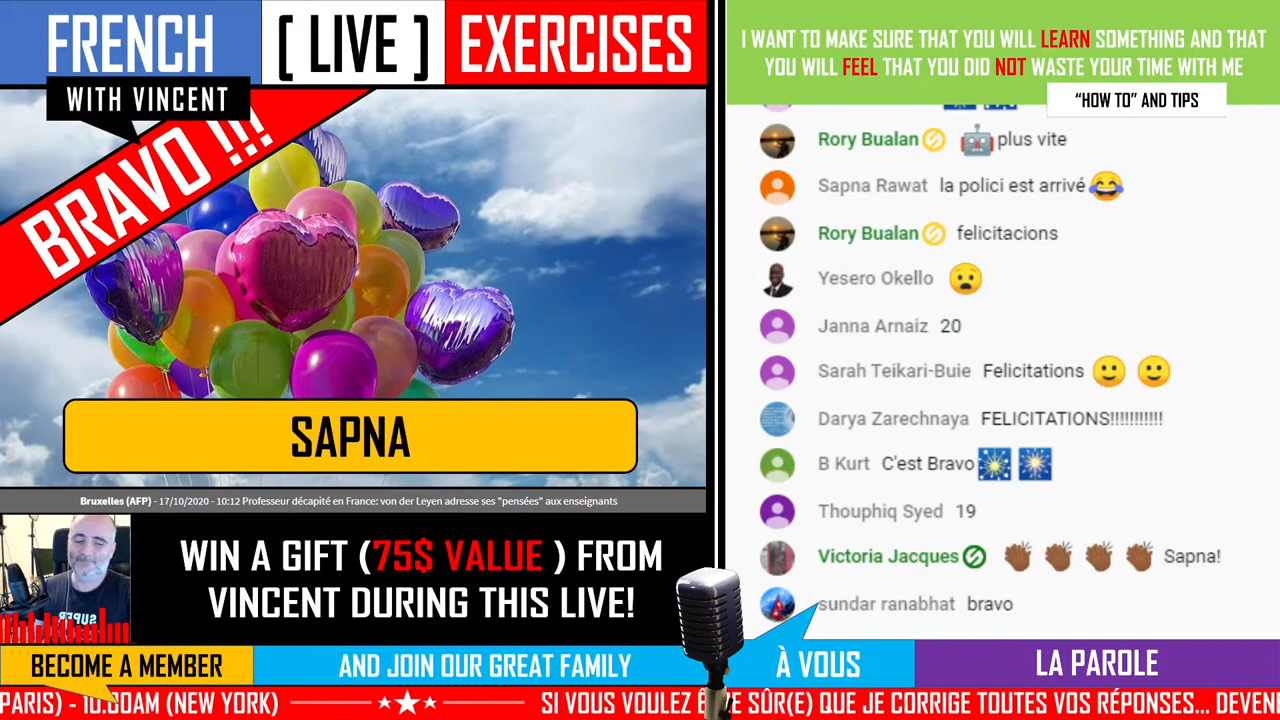 FRENCH
[ LIVE ]
EXERCISES
WITH VINCENT
BRAVO !!!
SAPNA
Bruxelles (AFP) - 17/10/2020 - 10:12 Professeur décapité en France: von der Leyen adresse ses "pensées" aux enseignants
WIN A GIFT (75$ VALUE ) FROM
VINCENT DURING THIS LIVE!
SUPER
BECOME A MEMBER
AND JOIN OUR GREAT FAMILY
I WANT TO MAKE SURE THAT YOU WILL LEARN SOMETHING AND THAT
YOU WILL FEEL THAT YOU DID NOT WASTE YOUR TIME WITH ME
“HOW TO” AND TIPS
Rory Bualan plus vite
Sapna Rawat la polici est arrivé
Rory Bualan felicitacions
Yesero Okello
Janna Arnaiz 20
Sarah Teikari-Buie Felicitations
Darya Zarechnaya FELICITATIONS!!!!!!!!!!!
B Kurt C'est Bravo
Thouphiq Syed 19
Victoria Jacques Sapna!
sundar ranabhat bravo
À VOUS
LA PAROLE
PARIS) - 10:00AM (NEW YORK)
SI VOUS VOULEZ SÛR(E) QUE JE CORRIGE TOUTES VOS RÉPONSES... DEVEN